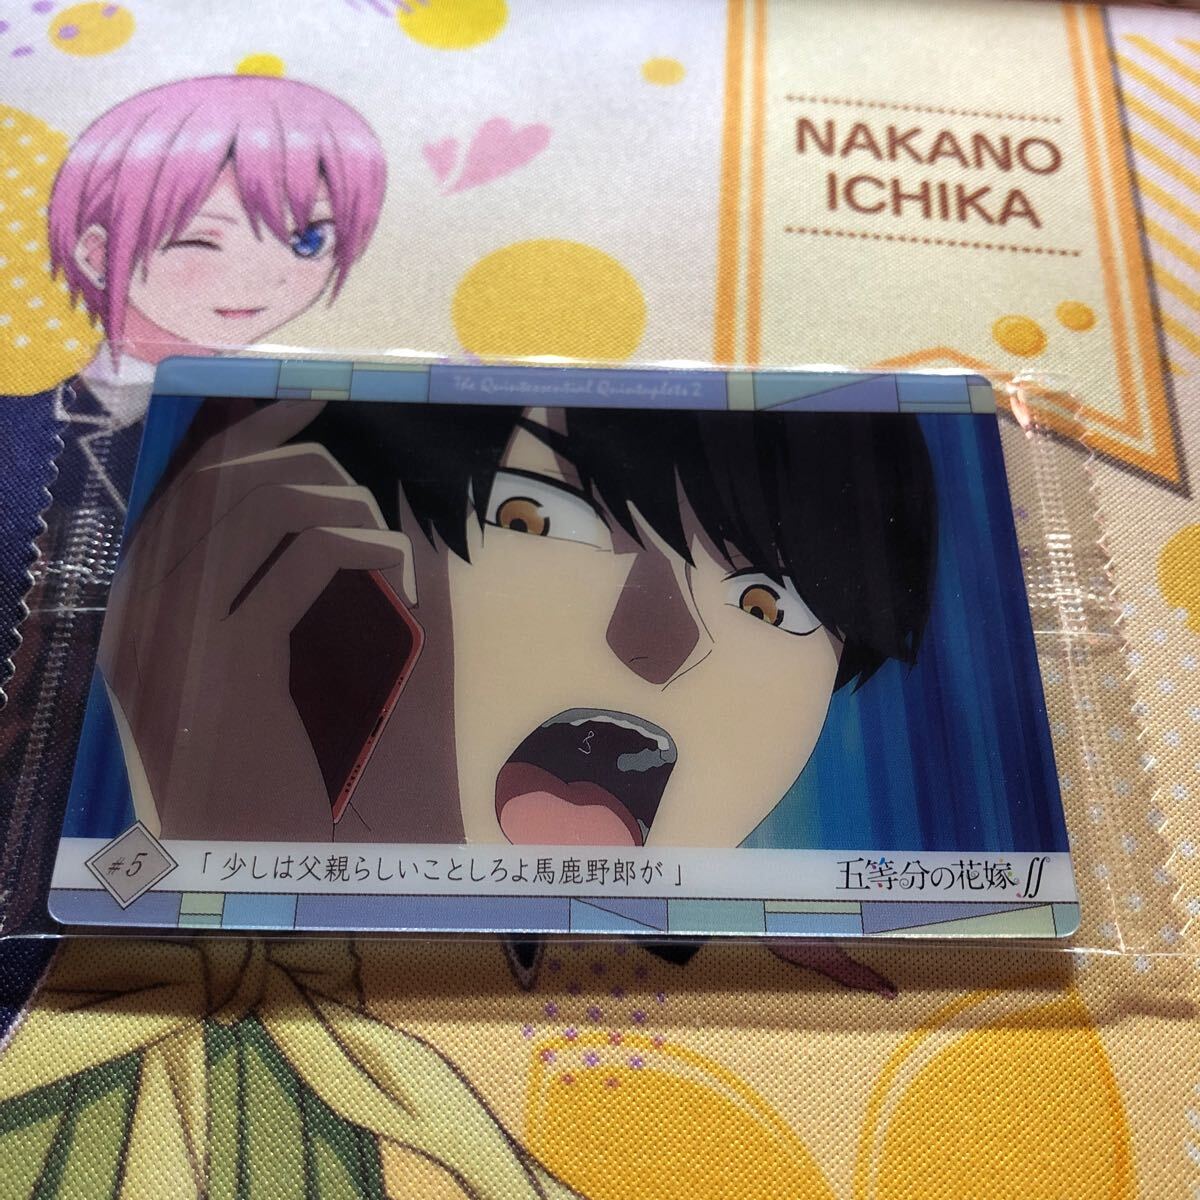 NAKANO
ICHIKA
The Quintessential Quintuplets 2
#5
「少しは父親らしいことしろよ馬鹿野郎が」
五等分の花嫁∬